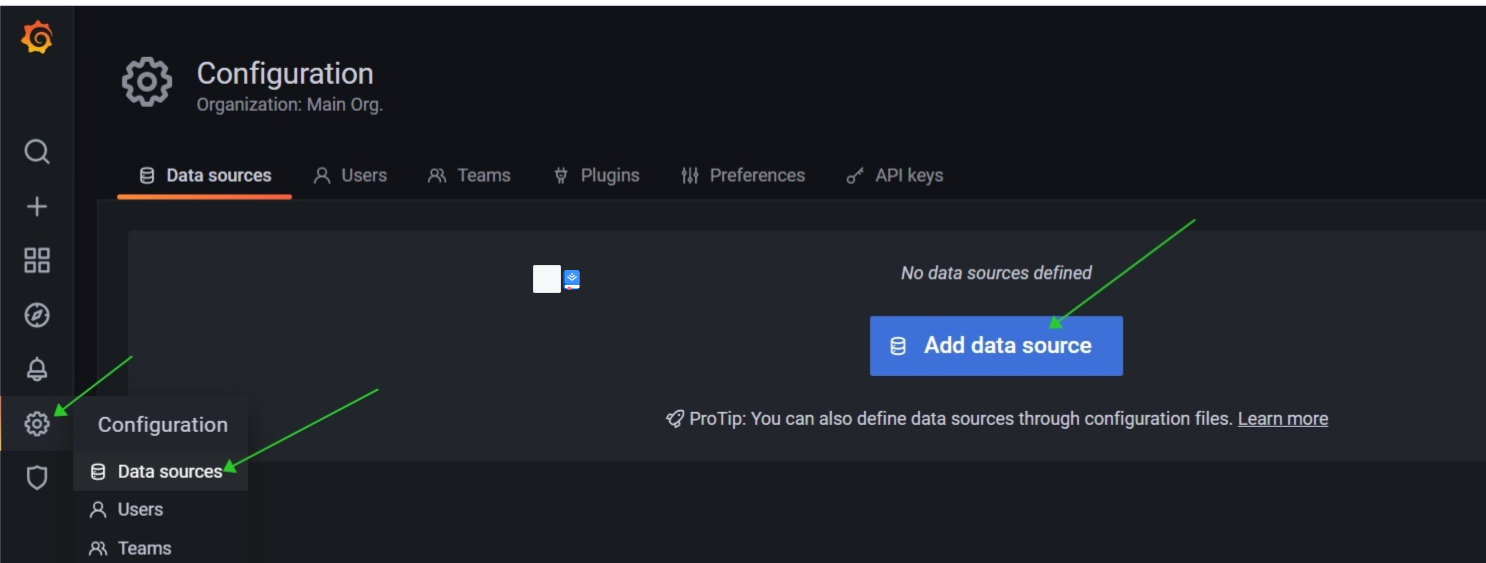 Configuration
Organization: Main Org.
Data sources Users Teams Plugins Preferences API keys
No data sources defined
Add data source
ProTip: You can also define data sources through configuration files. Learn more
Configuration
Data sources
Users
Teams